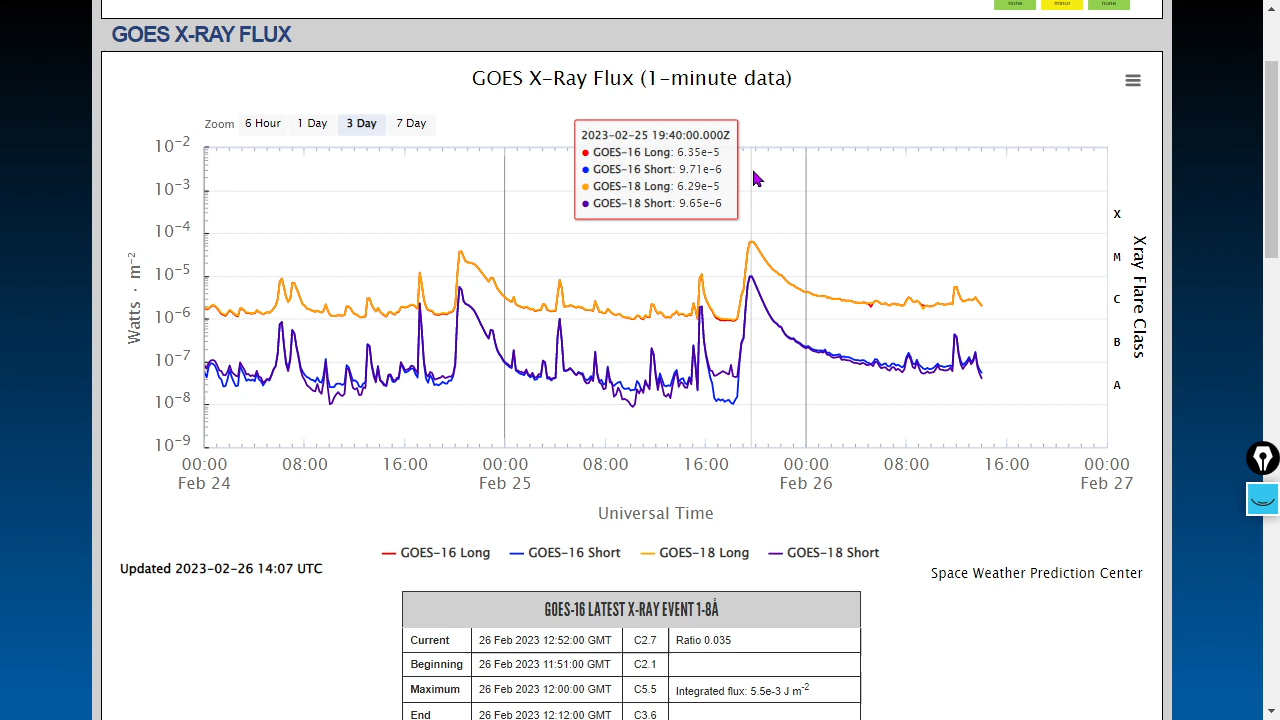 none minor none
GOES X-RAY FLUX
GOES X-Ray Flux (1-minute data)
Zoom 6 Hour 1 Day 3 Day 7 Day
2023-02-25 19:40:00.000Z
GOES-16 Long: 6.35e-5
GOES-16 Short: 9.71e-6
GOES-18 Long: 6.29e-5
GOES-18 Short: 9.65e-6
10⁻²
10⁻³
10⁻⁴
10⁻⁵
10⁻⁶
10⁻⁷
10⁻⁸
10⁻⁹
Watts · m⁻²
X
M
C
B
A
Xray Flare Class
00:00 08:00 16:00 00:00 08:00 16:00 00:00 08:00 16:00 00:00
Feb 24 Feb 25 Feb 26 Feb 27
Universal Time
GOES-16 Long GOES-16 Short GOES-18 Long GOES-18 Short
Updated 2023-02-26 14:07 UTC
Space Weather Prediction Center
GOES-16 LATEST X-RAY EVENT 1-8Å
Current 26 Feb 2023 12:52:00 GMT C2.7 Ratio 0.035
Beginning 26 Feb 2023 11:51:00 GMT C2.1
Maximum 26 Feb 2023 12:00:00 GMT C5.5 Integrated flux: 5.5e-3 J m⁻²
End 26 Feb 2023 12:12:00 GMT C3.6